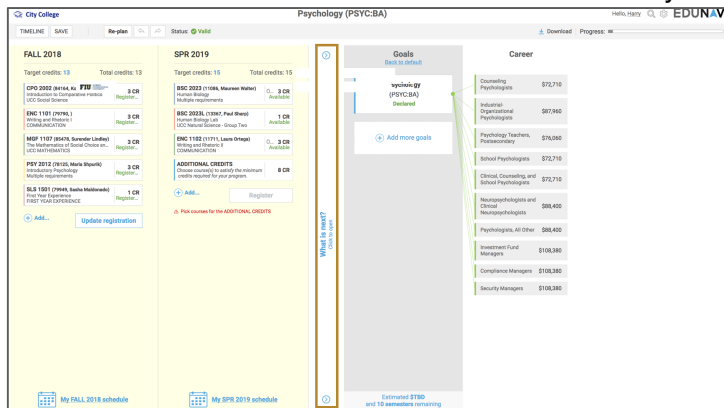 City College
Psychology (PSYC:BA)
Hello, Harry
EDUNAV
TIMELINE SAVE
Re-plan
Status: Valid
Download
Progress:
FALL 2018
Target credits: 13 Total credits: 13
CPO 2002 (84164, Ka FIU
Introduction to Comparative Politics
UCC Social Science
3 CR
Register...
ENC 1101 (79790, )
Writing and Rhetoric I
COMMUNICATION
3 CR
Register...
MGF 1107 (85478, Surender Lindley)
The Mathematics of Social Choice an...
UCC MATHEMATICS
3 CR
Register...
PSY 2012 (78125, Maria Shpurik)
Introductory Psychology
Multiple requirements
3 CR
Register...
SLS 1501 (79949, Sasha Maldonado)
First Year Experience
FIRST YEAR EXPERIENCE
1 CR
Register...
Add...
Update registration
My FALL 2018 schedule
SPR 2019
Target credits: 15 Total credits: 15
BSC 2023 (11086, Maureen Walter)
Human Biology
Multiple requirements
O... 3 CR
Available
BSC 2023L (13367, Paul Sharp)
Human Biology Lab
UCC Natural Science - Group Two
1 CR
Available
ENC 1102 (11711, Laura Ortega)
Writing and Rhetoric II
COMMUNICATION
O... 3 CR
Available
ADDITIONAL CREDITS
Choose course(s) to satisfy the minimum
credits required for your program.
8 CR
Add...
Register
Pick courses for the ADDITIONAL CREDITS
My SPR 2019 schedule
What is next?
Click to open
Goals
Back to default
(PSYC:BA)
Declared
Add more goals
Estimated $TBD
and 10 semesters remaining
Career
Counseling
Psychologists
$72,710
Industrial-
Organizational
Psychologists
$87,960
Psychology Teachers,
Postsecondary
$76,060
School Psychologists
$72,710
Clinical, Counseling, and
School Psychologists
$72,710
Neuropsychologists and
Clinical
Neuropsychologists
$88,400
Psychologists, All Other
$88,400
Investment Fund
Managers
$108,380
Compliance Managers
$108,380
Security Managers
$108,380